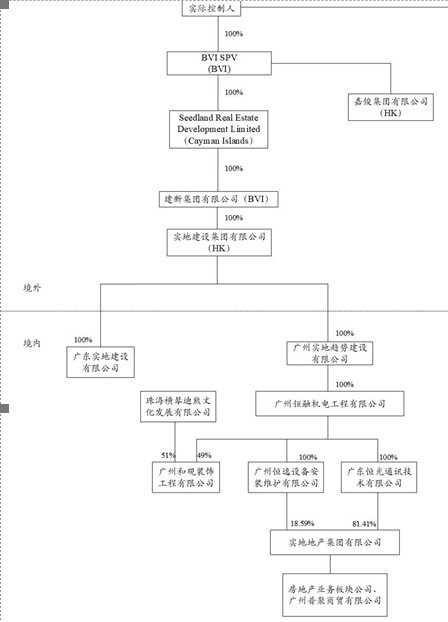 实际控制人
100%
BVI SPV
(BVI)
100%
嘉俊集团有限公司
(HK)
Seedland Real Estate
Development Limited
(Cayman Islands)
100%
建新集团有限公司（BVI）
100%
实地建设集团有限公司
(HK)
境外
境内
100%
广东实地建设
有限公司
100%
广州实地趋势建设
有限公司
100%
珠海横琴迪熊文
化发展有限公司
广州钜融机电工程有限公司
51%
49%
100%
100%
广州和观装饰
工程有限公司
广州恒逸设备安
装维护有限公司
广东恒光通讯技
术有限公司
18.59%
81.41%
实地地产集团有限公司
房地产业务板块公司、
广州普聚商贸有限公司